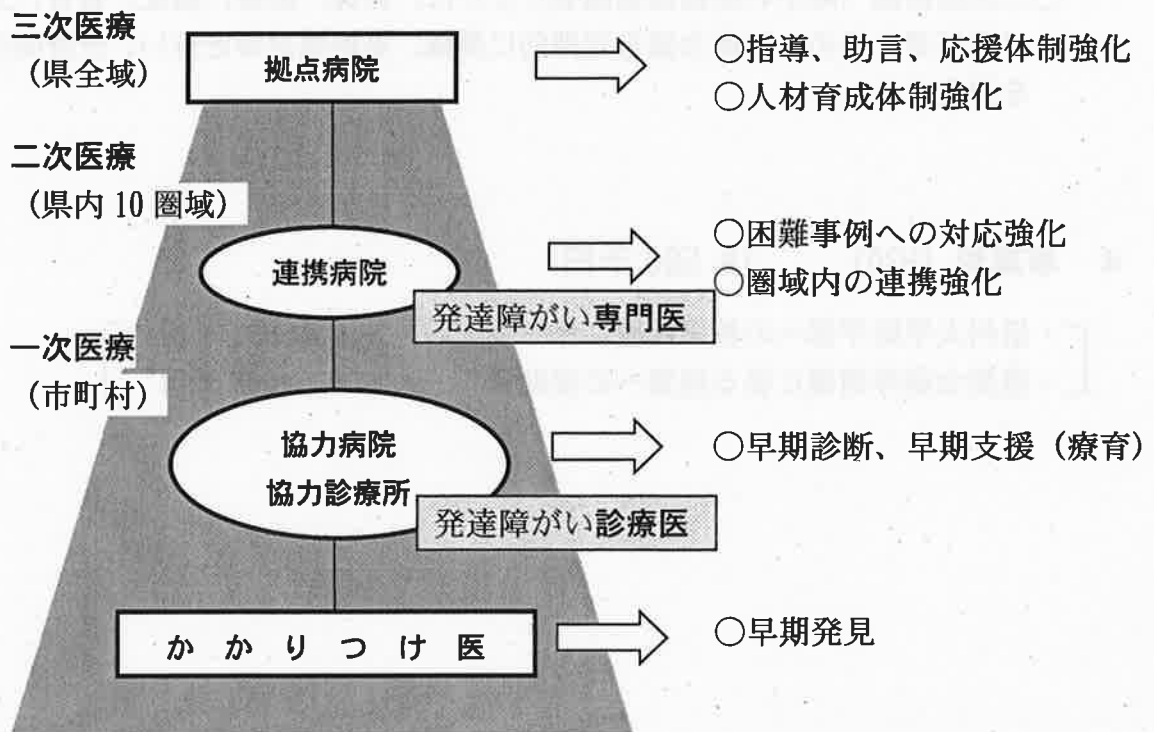 三次医療
(県全域)
拠点病院
○指導、助言、応援体制強化
○人材育成体制強化
二次医療
(県内 10 圏域)
連携病院
発達障がい専門医
○困難事例への対応強化
○圏域内の連携強化
一次医療
(市町村)
協力病院
協力診療所
発達障がい診療医
○早期診断、早期支援（療育）
かかりつけ医
○早期発見